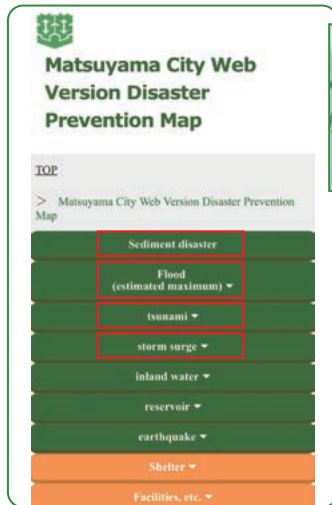 Matsuyama City Web
Version Disaster
Prevention Map
TOP
> Matsuyama City Web Version Disaster Prevention
Map
Sediment disaster
Flood
(estimated maximum) ▼
tsunami ▼
storm surge ▼
inland water ▼
reservoir ▼
earthquake ▼
Shelter ▼
Facilities, etc. ▼